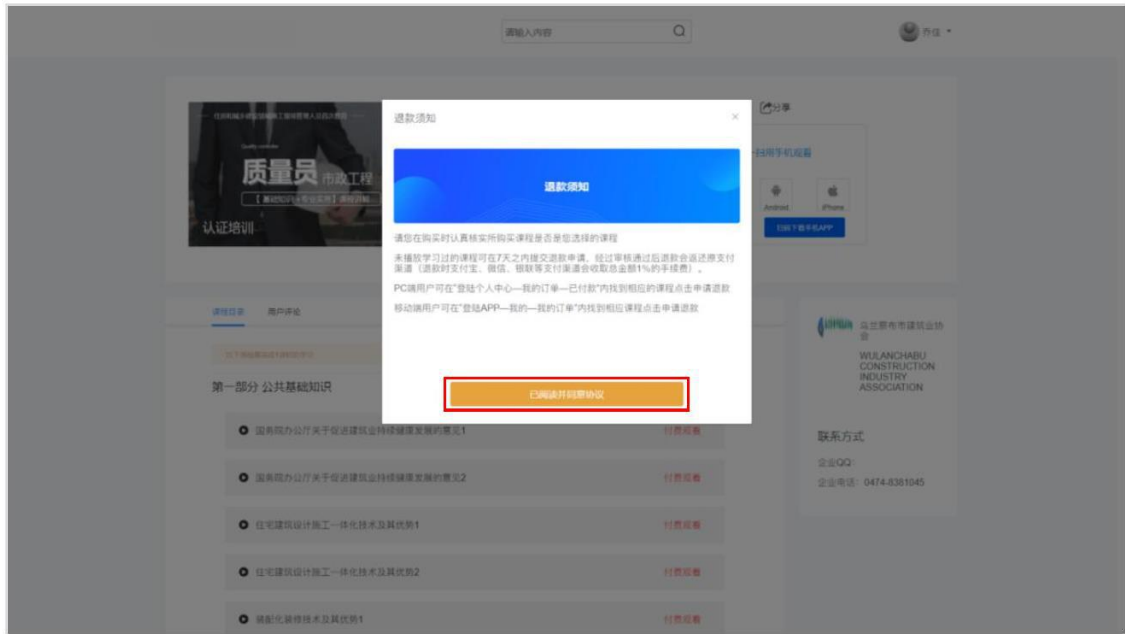 请输入内容
乔佳
质量员 市政工程
认证培训
分享
扫用手机观看
Android
iPhone
扫码下载手机APP
退款须知
×
退款须知
请您在购买时认真核实所购买课程是否是您选择的课程
未播放学习过的课程可在7天之内提交退款申请，经过审核通过后退款会返还原支付
渠道（退款时支付宝、微信、银联等支付渠道会收取总金额1%的手续费）。
PC端用户可在"登陆个人中心—我的订单—已付款"内找到相应的课程点击申请退款
移动端用户可在"登陆APP—我的—我的订单"内找到相应课程点击申请退款
已阅读并同意协议
课程目录
用户评论
第一部分 公共基础知识
国务院办公厅关于促进建筑业持续健康发展的意见1
付费观看
国务院办公厅关于促进建筑业持续健康发展的意见2
付费观看
住宅建筑设计施工一体化技术及其优势1
付费观看
住宅建筑设计施工一体化技术及其优势2
付费观看
装配化装修技术及其优势1
付费观看
乌兰察布市建筑业协
会
WULANCHABU
CONSTRUCTION
INDUSTRY
ASSOCIATION
联系方式
企业QQ：
企业电话：0474-8381045